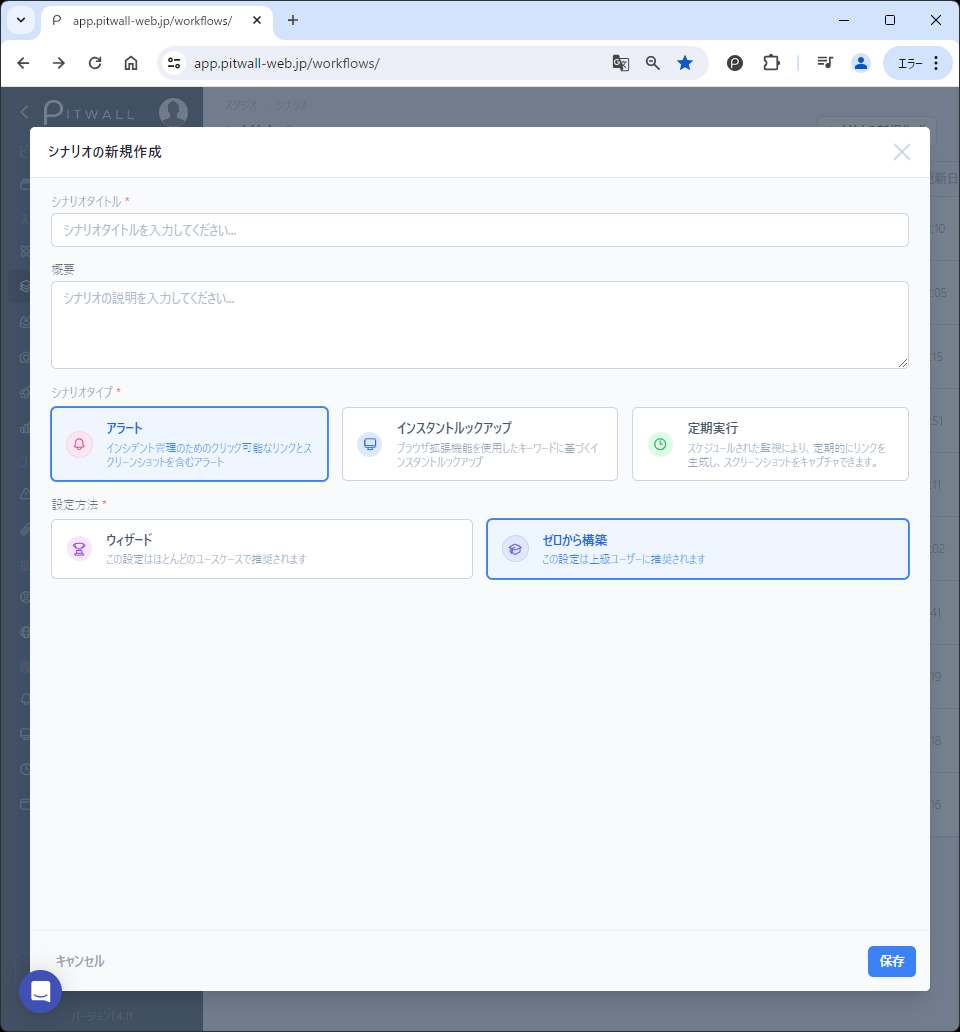 app.pitwall-web.jp/workflows/
app.pitwall-web.jp/workflows/
エラー
PITWALL
スタジオ シナリオ
シナリオの新規作成
シナリオタイトル *
シナリオタイトルを入力してください...
概要
シナリオの説明を入力してください...
シナリオタイプ *
アラート
インシデント管理のためのクリック可能なリンクとス
クリーンショットを含むアラート
インスタントルックアップ
ブラウザ拡張機能を使用したキーワードに基づくイ
ンスタントルックアップ
定期実行
スケジュールされた監視により、定期的にリンクを
生成し、スクリーンショットをキャプチャできます。
設定方法 *
ウィザード
この設定はほとんどのユースケースで推奨されます
ゼロから構築
この設定は上級ユーザーに推奨されます
キャンセル
保存
バージョン1.4.11